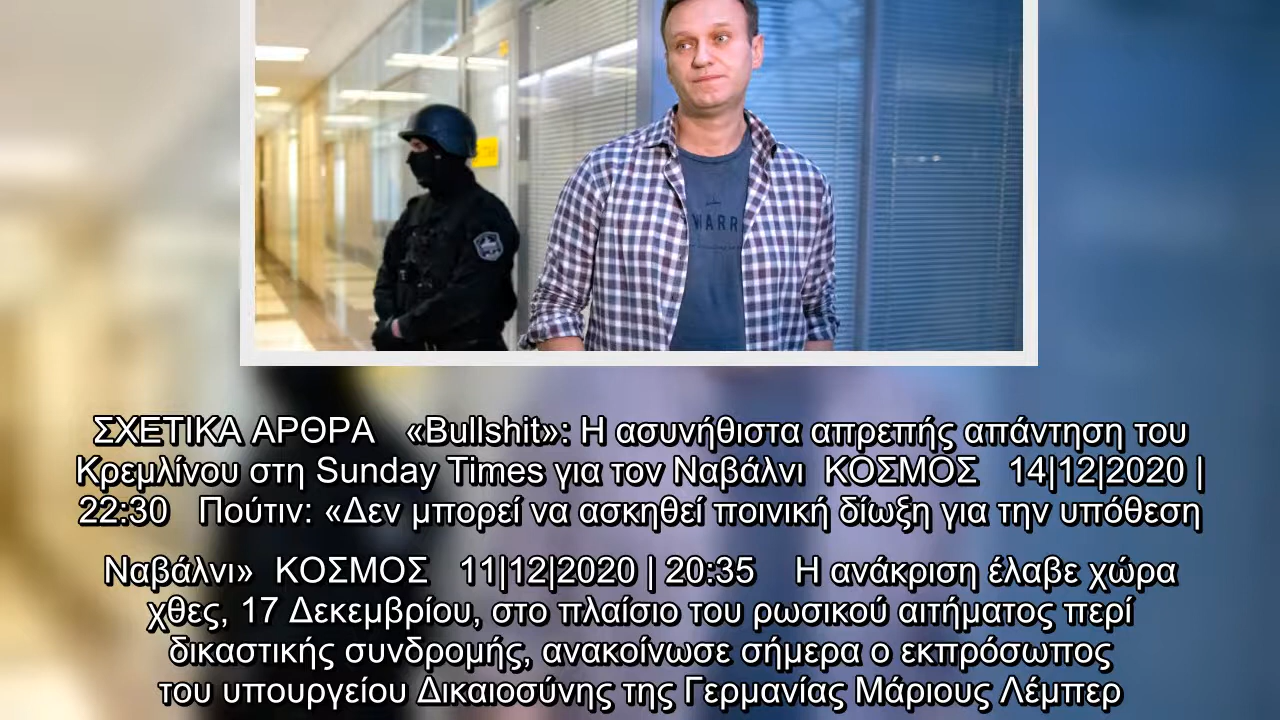 WARR
ΣΧΕΤΙΚΑ ΑΡΘΡΑ «Bullshit»: Η ασυνήθιστα απρεπής απάντηση του
Κρεμλίνου στη Sunday Times για τον Ναβάλνι ΚΟΣΜΟΣ 14|12|2020 |
22:30 Πούτιν: «Δεν μπορεί να ασκηθεί ποινική δίωξη για την υπόθεση
Ναβάλνι» ΚΟΣΜΟΣ 11|12|2020 | 20:35 Η ανάκριση έλαβε χώρα
χθες, 17 Δεκεμβρίου, στο πλαίσιο του ρωσικού αιτήματος περί
δικαστικής συνδρομής, ανακοίνωσε σήμερα ο εκπρόσωπος
του υπουργείου Δικαιοσύνης της Γερμανίας Μάριους Λέμπερ